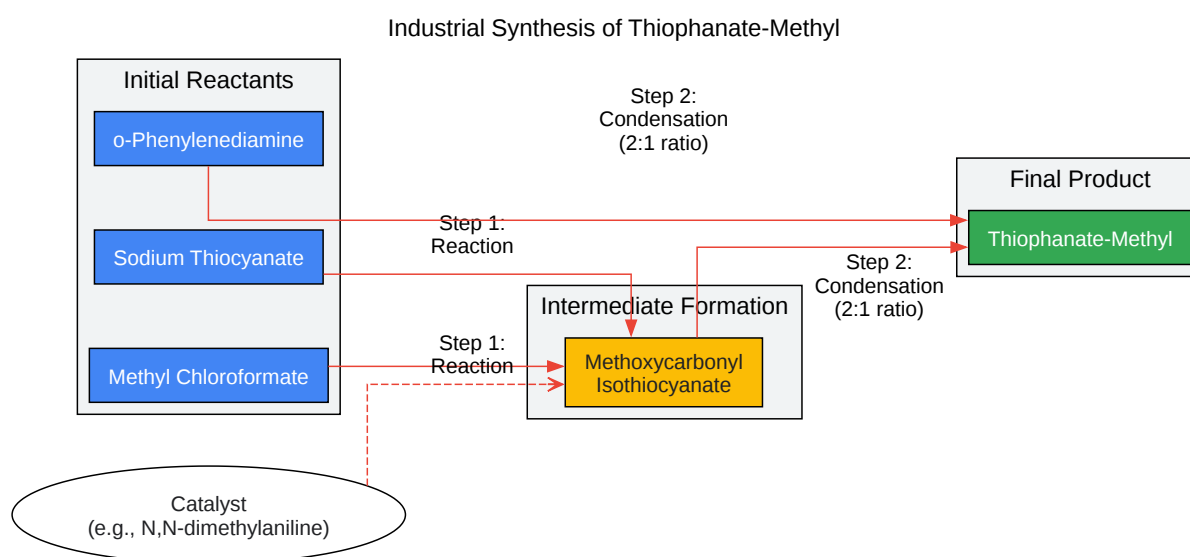 Industrial Synthesis of Thiophanate-Methyl
Initial Reactants
o-Phenylenediamine
Sodium Thiocyanate
Methyl Chloroformate
Step 2:
Condensation
(2:1 ratio)
Step 1:
Reaction
Step 1:
Reaction
Intermediate Formation
Methoxycarbonyl
Isothiocyanate
Step 2:
Condensation
(2:1 ratio)
Final Product
Thiophanate-Methyl
Catalyst
(e.g., N,N-dimethylaniline)